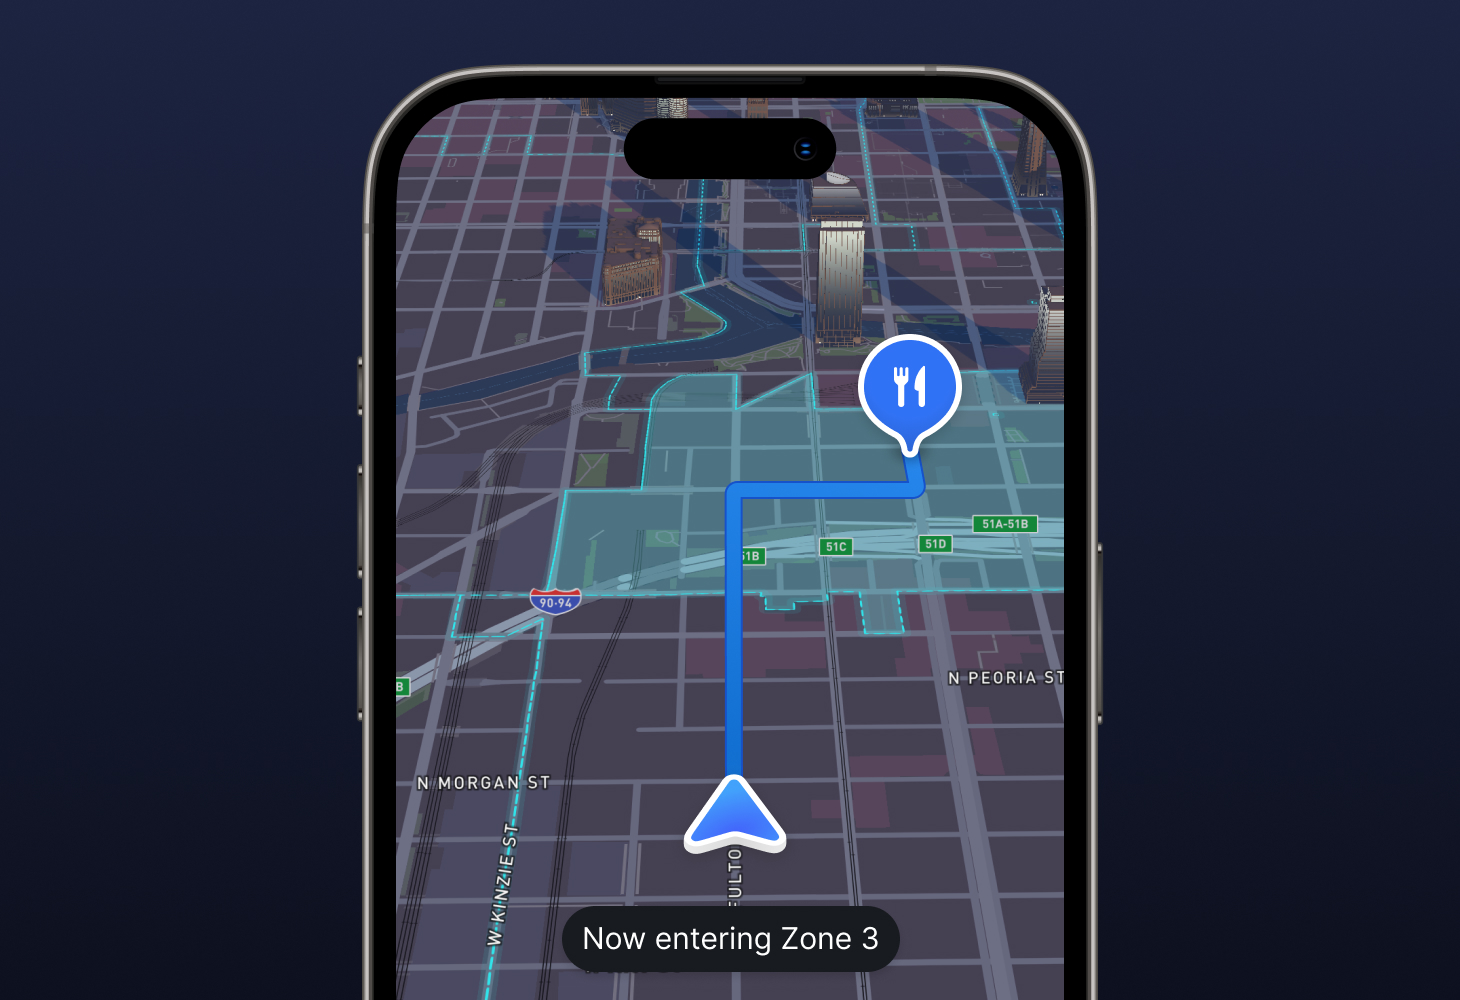 51A-51B
51B
51C
51D
90-94
B
N PEORIA ST
N MORGAN ST
W KINZIE ST
FULTO
Now entering Zone 3